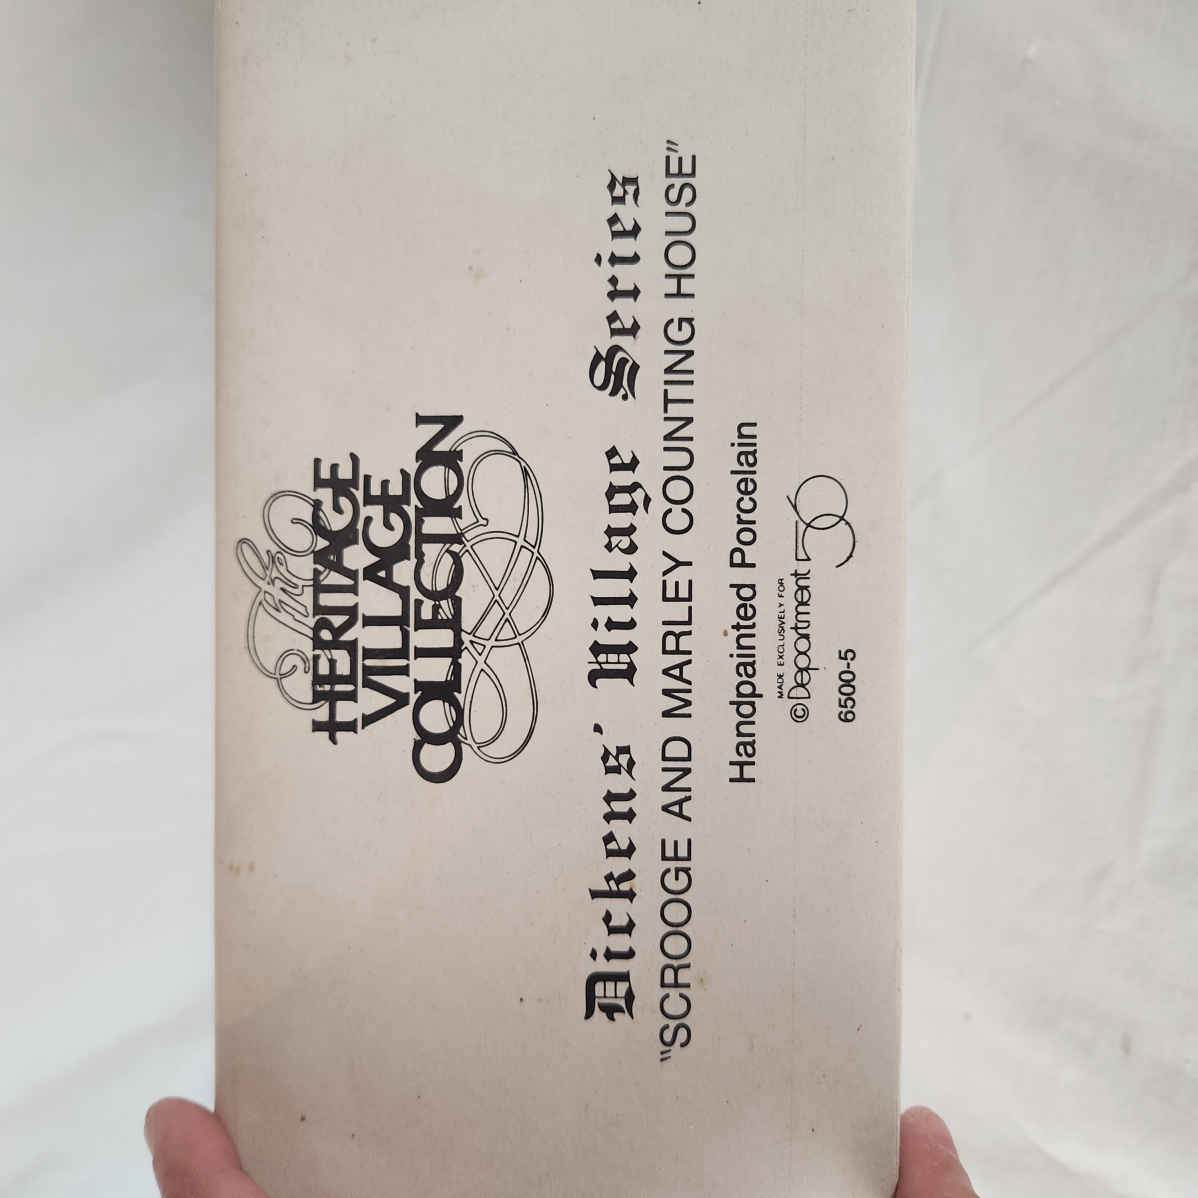 The
HERITAGE
VILLAGE
COLLECTION
Dickens' Village Series
"SCROOGE AND MARLEY COUNTING HOUSE"
Handpainted Porcelain
MADE EXCLUSIVELY FOR
© Department 56
6500-5